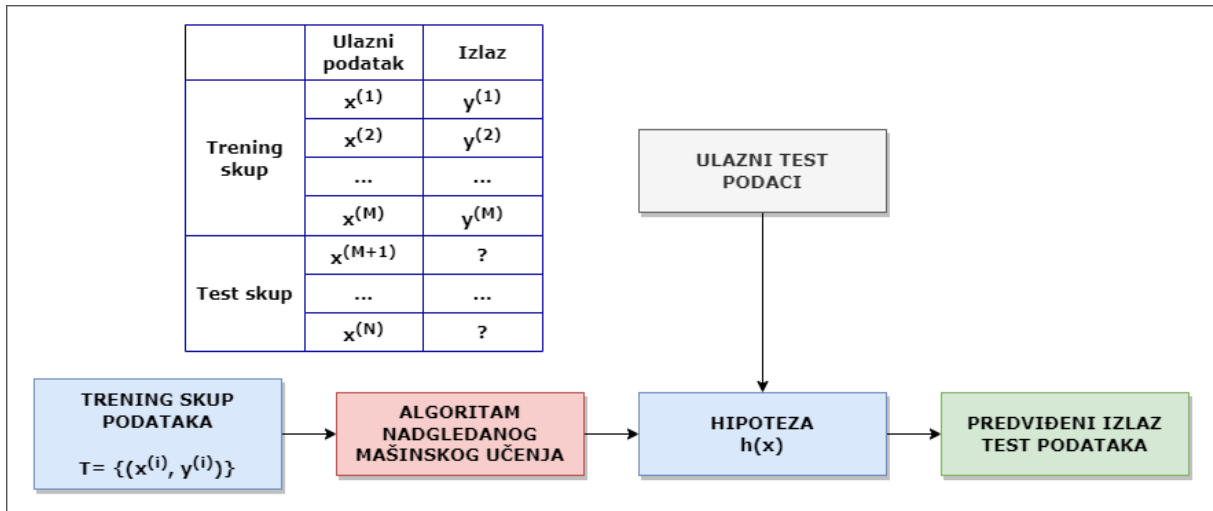 Ulazni podatak Izlaz
Trening skup x^(1) y^(1)
x^(2) y^(2)
... ...
x^(M) y^(M)
Test skup x^(M+1) ?
... ...
x^(N) ?
ULAZNI TEST
PODACI
TRENING SKUP
PODATAKA
T= {(x^(i), y^(i))}
ALGORITAM
NADGLEDANOG
MAŠINSKOG UČENJA
HIPOTEZA
h(x)
PREDVIĐENI IZLAZ
TEST PODATAKA